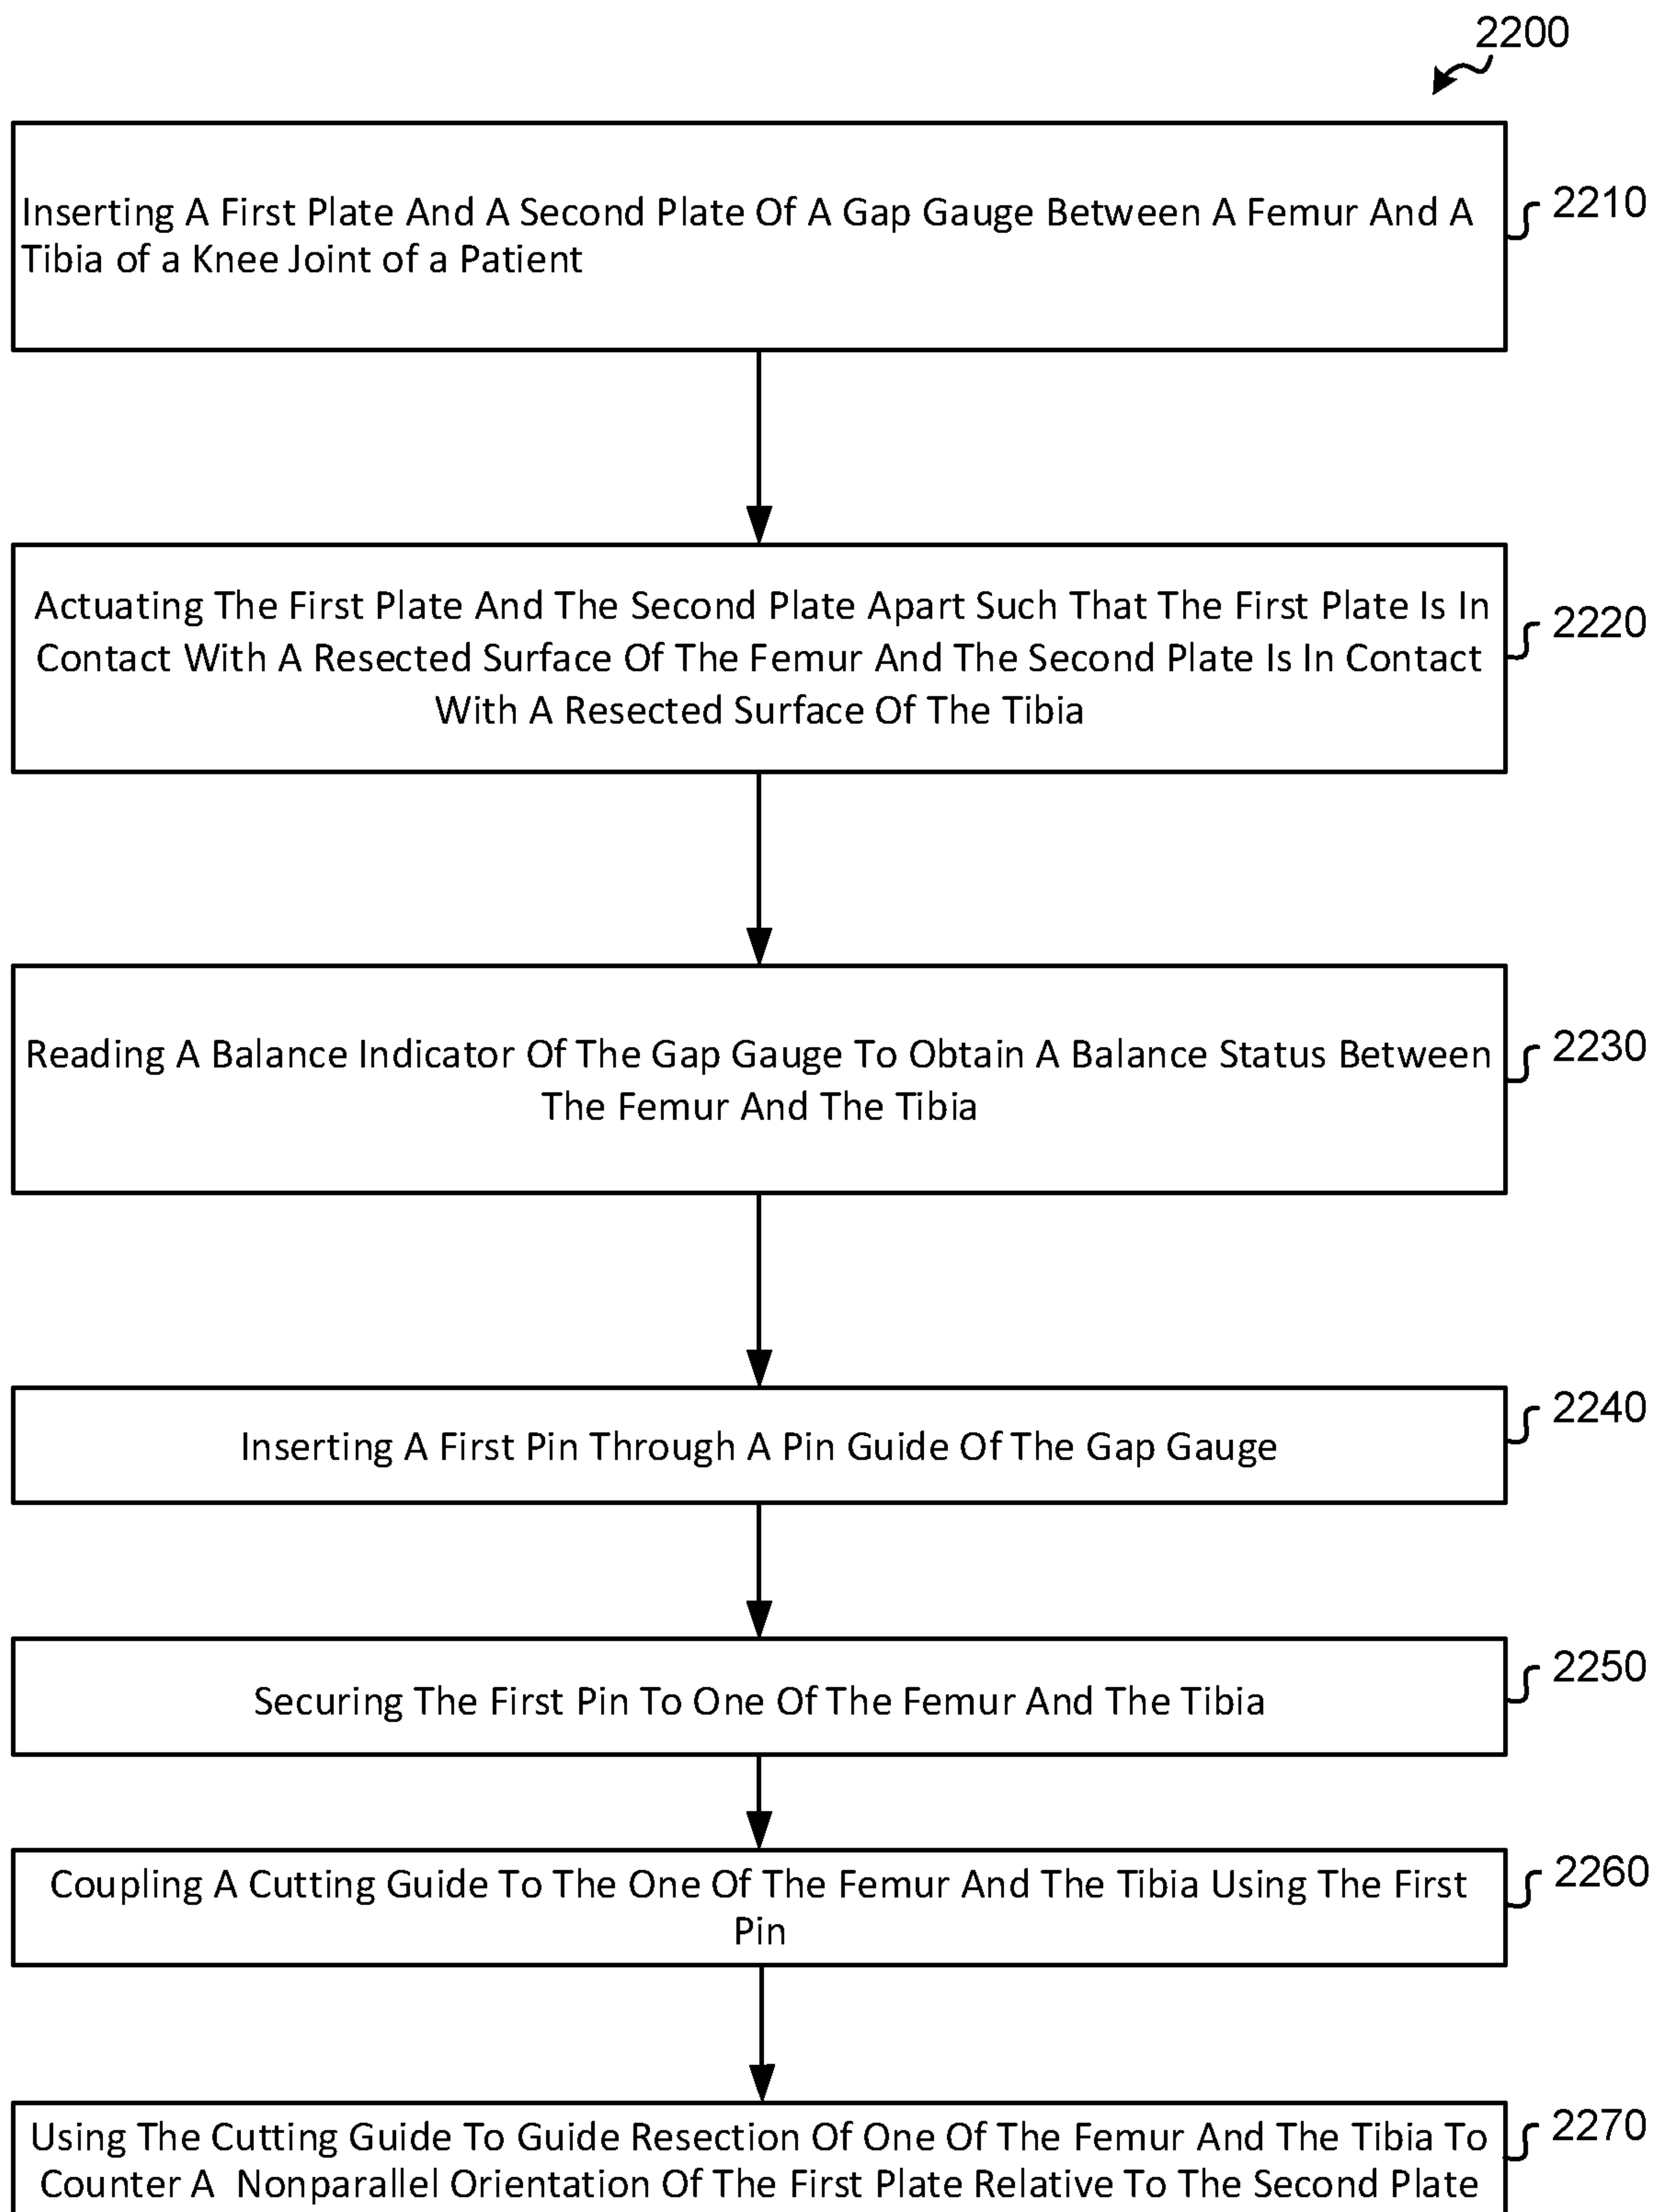 2200
Inserting A First Plate And A Second Plate Of A Gap Gauge Between A Femur And A
Tibia of a Knee Joint of a Patient
2210
Actuating The First Plate And The Second Plate Apart Such That The First Plate Is In
Contact With A Resected Surface Of The Femur And The Second Plate Is In Contact
With A Resected Surface Of The Tibia
2220
Reading A Balance Indicator Of The Gap Gauge To Obtain A Balance Status Between
The Femur And The Tibia
2230
Inserting A First Pin Through A Pin Guide Of The Gap Gauge
2240
Securing The First Pin To One Of The Femur And The Tibia
2250
Coupling A Cutting Guide To The One Of The Femur And The Tibia Using The First
Pin
2260
Using The Cutting Guide To Guide Resection Of One Of The Femur And The Tibia To
Counter A  Nonparallel Orientation Of The First Plate Relative To The Second Plate
2270